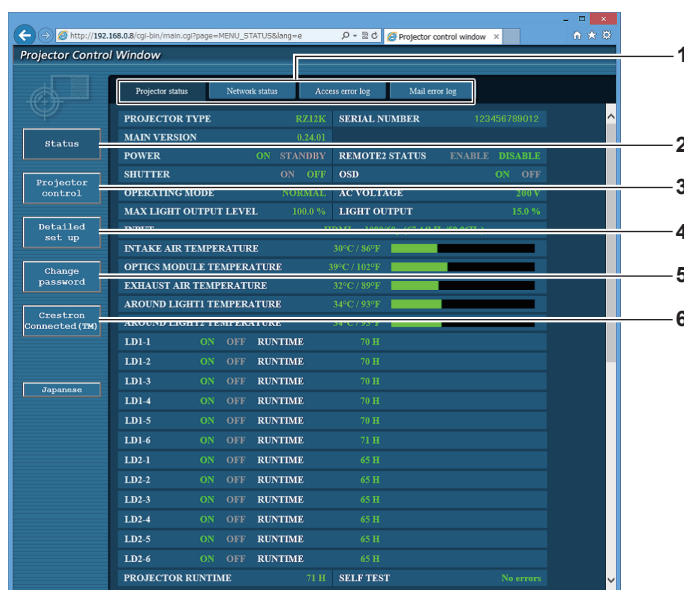 http://192.168.0.8/cgi-bin/main.cgi?page=MENU_STATUS&lang=e
Projector control window
Projector Control Window
1
Projector status Network status Access error log Mail error log
PROJECTOR TYPE RZ12K SERIAL NUMBER 123456789012
MAIN VERSION 0.24.01
Status
2
POWER ON STANDBY REMOTE2 STATUS ENABLE DISABLE
SHUTTER ON OFF OSD ON OFF
Projector control
3
OPERATING MODE NORMAL AC VOLTAGE 200 V
MAX LIGHT OUTPUT LEVEL 100.0 % LIGHT OUTPUT 15.0 %
Detailed set up
4
INPUT
INTAKE AIR TEMPERATURE 30°C / 86°F
OPTICS MODULE TEMPERATURE 39°C / 102°F
Change password
5
EXHAUST AIR TEMPERATURE 32°C / 89°F
AROUND LIGHT1 TEMPERATURE 34°C / 93°F
Crestron Connected(TM)
6
AROUND LIGHT2 TEMPERATURE 34°C / 93°F
LD1-1 ON OFF RUNTIME 70 H
LD1-2 ON OFF RUNTIME 70 H
LD1-3 ON OFF RUNTIME 70 H
Japanese
LD1-4 ON OFF RUNTIME 70 H
LD1-5 ON OFF RUNTIME 70 H
LD1-6 ON OFF RUNTIME 71 H
LD2-1 ON OFF RUNTIME 65 H
LD2-2 ON OFF RUNTIME 65 H
LD2-3 ON OFF RUNTIME 65 H
LD2-4 ON OFF RUNTIME 65 H
LD2-5 ON OFF RUNTIME 65 H
LD2-6 ON OFF RUNTIME 65 H
PROJECTOR RUNTIME 71 H SELF TEST No errors